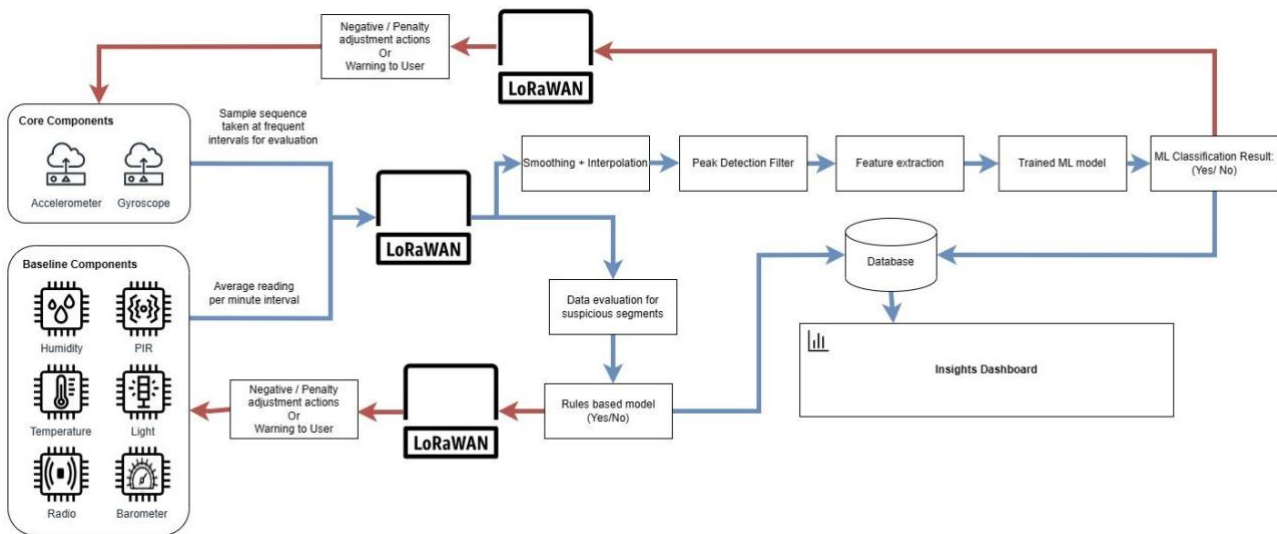 Negative / Penalty
adjustment actions
Or
Warning to User
LoRaWAN
Core Components
Accelerometer
Gyroscope
Sample sequence
taken at frequent
intervals for evaluation
LoRaWAN
Smoothing + Interpolation
Peak Detection Filter
Feature extraction
Trained ML model
ML Classification Result:
(Yes/ No)
Baseline Components
Humidity
PIR
Temperature
Light
Radio
Barometer
Average reading
per minute interval
Data evaluation for
suspicious segments
Database
Insights Dashboard
Negative / Penalty
adjustment actions
Or
Warning to User
LoRaWAN
Rules based model
(Yes/No)